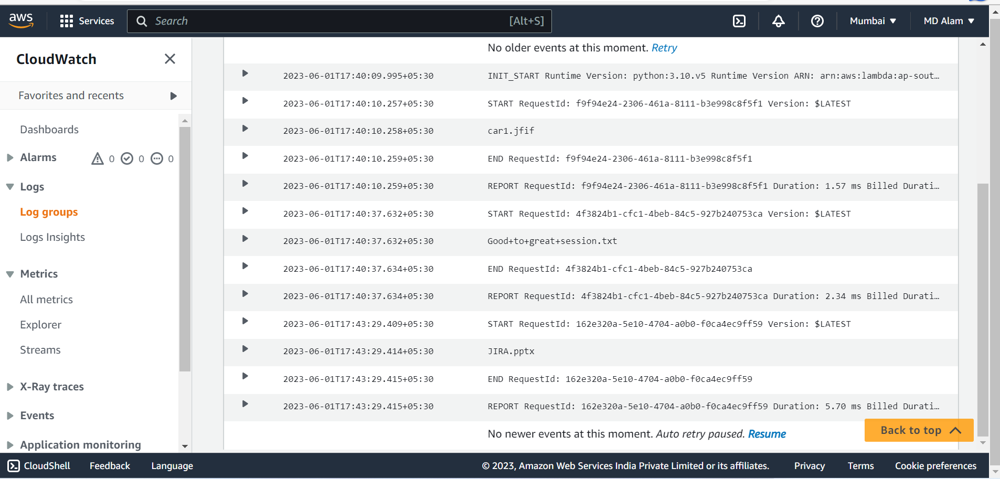 aws
Services
Search
[Alt+S]
Mumbai
MD Alam
CloudWatch
Favorites and recents
Dashboards
Alarms 0 0 0
Logs
Log groups
Logs Insights
Metrics
All metrics
Explorer
Streams
X-Ray traces
Events
Application monitoring
No older events at this moment. Retry
2023-06-01T17:40:09.995+05:30 INIT_START Runtime Version: python:3.10.v5 Runtime Version ARN: arn:aws:lambda:ap-sout…
2023-06-01T17:40:10.257+05:30 START RequestId: f9f94e24-2306-461a-8111-b3e998c8f5f1 Version: $LATEST
2023-06-01T17:40:10.258+05:30 car1.jfif
2023-06-01T17:40:10.259+05:30 END RequestId: f9f94e24-2306-461a-8111-b3e998c8f5f1
2023-06-01T17:40:10.259+05:30 REPORT RequestId: f9f94e24-2306-461a-8111-b3e998c8f5f1 Duration: 1.57 ms Billed Durati…
2023-06-01T17:40:37.632+05:30 START RequestId: 4f3824b1-cfc1-4beb-84c5-927b240753ca Version: $LATEST
2023-06-01T17:40:37.632+05:30 Good+to+great+session.txt
2023-06-01T17:40:37.634+05:30 END RequestId: 4f3824b1-cfc1-4beb-84c5-927b240753ca
2023-06-01T17:40:37.634+05:30 REPORT RequestId: 4f3824b1-cfc1-4beb-84c5-927b240753ca Duration: 2.34 ms Billed Durati…
2023-06-01T17:43:29.409+05:30 START RequestId: 162e320a-5e10-4704-a0b0-f0ca4ec9ff59 Version: $LATEST
2023-06-01T17:43:29.414+05:30 JIRA.pptx
2023-06-01T17:43:29.415+05:30 END RequestId: 162e320a-5e10-4704-a0b0-f0ca4ec9ff59
2023-06-01T17:43:29.415+05:30 REPORT RequestId: 162e320a-5e10-4704-a0b0-f0ca4ec9ff59 Duration: 5.70 ms Billed Durati…
No newer events at this moment. Auto retry paused. Resume
Back to top
CloudShell Feedback Language © 2023, Amazon Web Services India Private Limited or its affiliates. Privacy Terms Cookie preferences